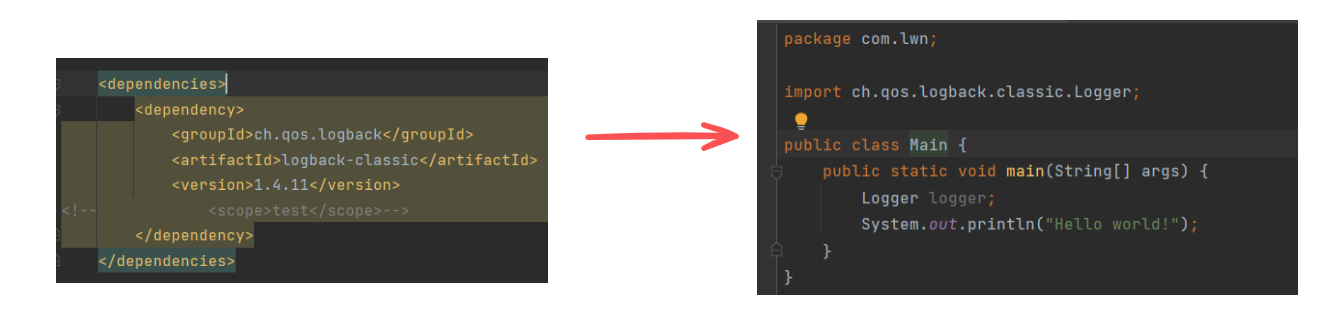 <dependencies>
<dependency>
<groupId>ch.qos.logback</groupId>
<artifactId>logback-classic</artifactId>
<version>1.4.11</version>
<!-- <scope>test</scope>-->
</dependency>
</dependencies>
package com.lwn;
import ch.qos.logback.classic.Logger;
public class Main {
public static void main(String[] args) {
Logger logger;
System.out.println("Hello world!");
}
}